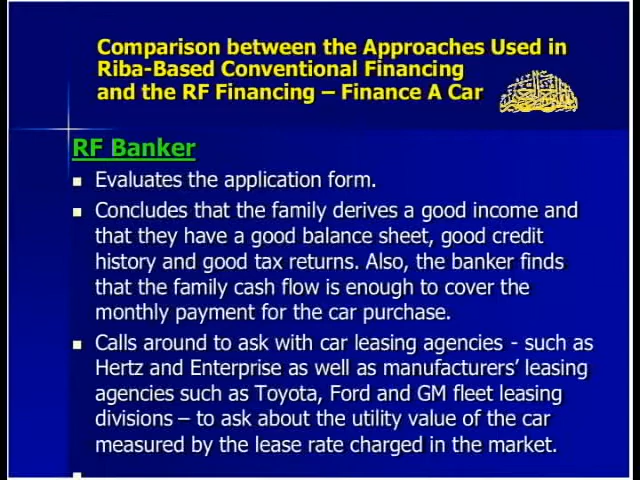 Comparison between the Approaches Used in
Riba-Based Conventional Financing
and the RF Financing – Finance A Car
RF Banker
Evaluates the application form.
Concludes that the family derives a good income and
that they have a good balance sheet, good credit
history and good tax returns. Also, the banker finds
that the family cash flow is enough to cover the
monthly payment for the car purchase.
Calls around to ask with car leasing agencies - such as
Hertz and Enterprise as well as manufacturers' leasing
agencies such as Toyota, Ford and GM fleet leasing
divisions – to ask about the utility value of the car
measured by the lease rate charged in the market.